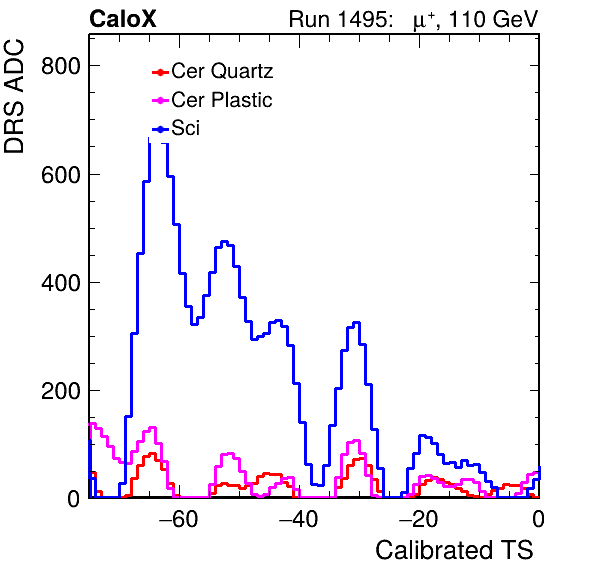 CaloX Run 1495: μ+, 110 GeV
DRS ADC
800
600
400
200
0
Cer Quartz
Cer Plastic
Sci
−60 −40 −20 0
Calibrated TS